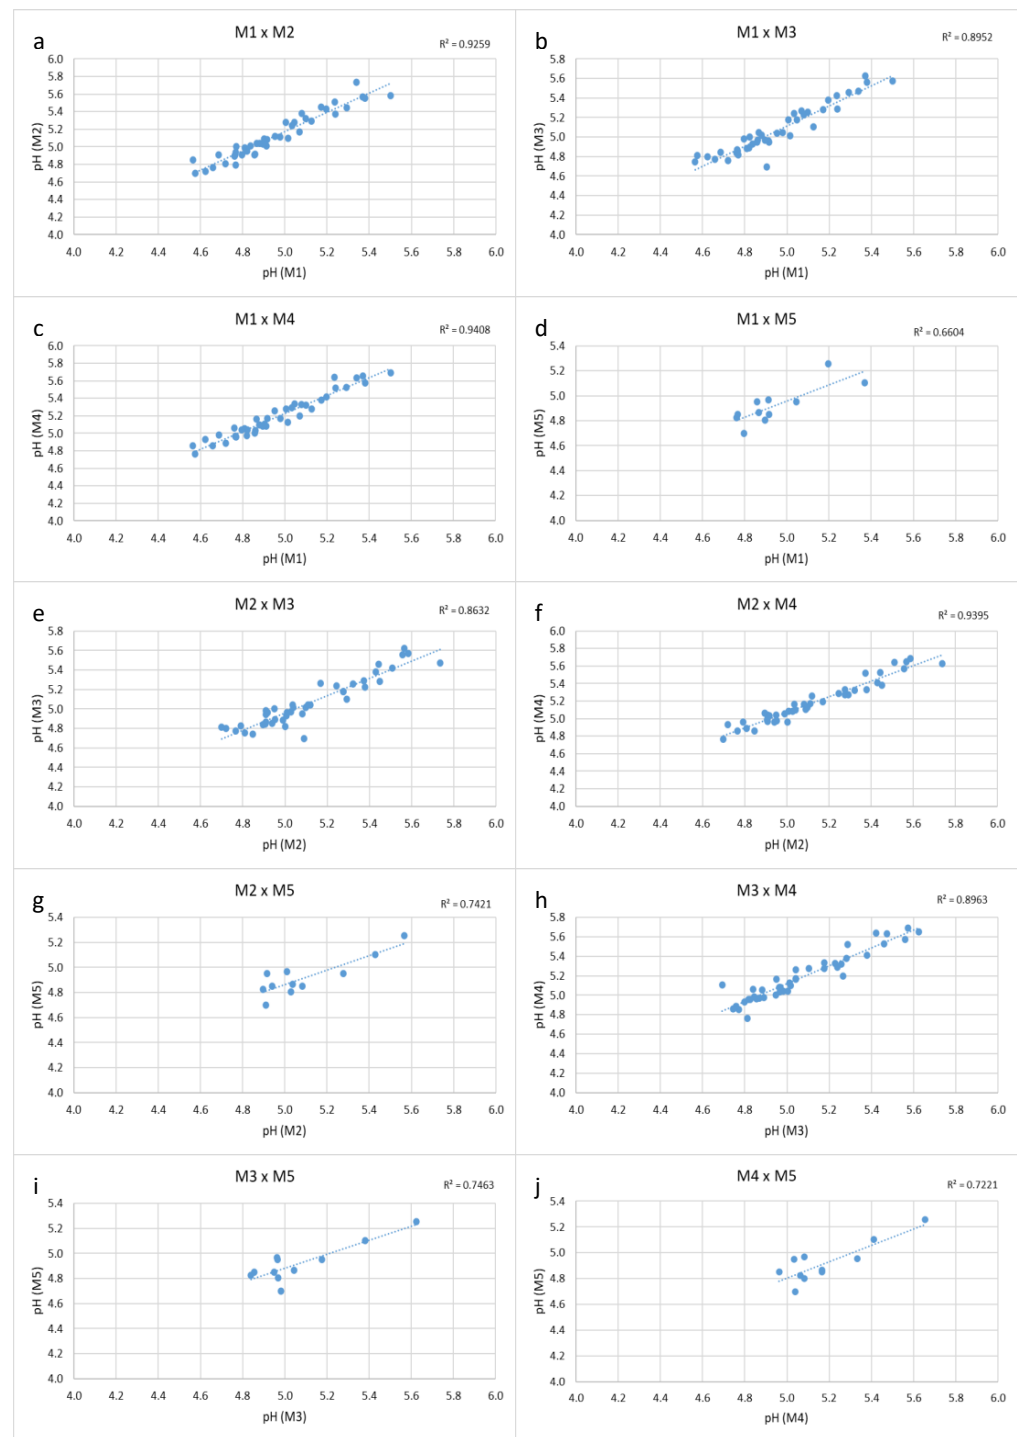 a
M1 x M2
R² = 0.9259
6.0
5.8
5.6
5.4
5.2
5.0
4.8
4.6
4.4
4.2
4.0
pH (M2)
4.0 4.2 4.4 4.6 4.8 5.0 5.2 5.4 5.6 5.8 6.0
pH (M1)
b
M1 x M3
R² = 0.8952
5.8
5.6
5.4
5.2
5.0
4.8
4.6
4.4
4.2
4.0
pH (M3)
4.0 4.2 4.4 4.6 4.8 5.0 5.2 5.4 5.6 5.8 6.0
pH (M1)
c
M1 x M4
R² = 0.9408
6.0
5.8
5.6
5.4
5.2
5.0
4.8
4.6
4.4
4.2
4.0
pH (M4)
4.0 4.2 4.4 4.6 4.8 5.0 5.2 5.4 5.6 5.8 6.0
pH (M1)
d
M1 x M5
R² = 0.6604
5.4
5.2
5.0
4.8
4.6
4.4
4.2
4.0
pH (M5)
4.0 4.2 4.4 4.6 4.8 5.0 5.2 5.4 5.6 5.8 6.0
pH (M1)
e
M2 x M3
R² = 0.8632
5.8
5.6
5.4
5.2
5.0
4.8
4.6
4.4
4.2
4.0
pH (M3)
4.0 4.2 4.4 4.6 4.8 5.0 5.2 5.4 5.6 5.8 6.0
pH (M2)
f
M2 x M4
R² = 0.9395
6.0
5.8
5.6
5.4
5.2
5.0
4.8
4.6
4.4
4.2
4.0
pH (M4)
4.0 4.2 4.4 4.6 4.8 5.0 5.2 5.4 5.6 5.8 6.0
pH (M2)
g
M2 x M5
R² = 0.7421
5.4
5.2
5.0
4.8
4.6
4.4
4.2
4.0
pH (M5)
4.0 4.2 4.4 4.6 4.8 5.0 5.2 5.4 5.6 5.8 6.0
pH (M2)
h
M3 x M4
R² = 0.8963
5.8
5.6
5.4
5.2
5.0
4.8
4.6
4.4
4.2
4.0
pH (M4)
4.0 4.2 4.4 4.6 4.8 5.0 5.2 5.4 5.6 5.8 6.0
pH (M3)
i
M3 x M5
R² = 0.7463
5.4
5.2
5.0
4.8
4.6
4.4
4.2
4.0
pH (M5)
4.0 4.2 4.4 4.6 4.8 5.0 5.2 5.4 5.6 5.8 6.0
pH (M3)
j
M4 x M5
R² = 0.7221
5.4
5.2
5.0
4.8
4.6
4.4
4.2
4.0
pH (M5)
4.0 4.2 4.4 4.6 4.8 5.0 5.2 5.4 5.6 5.8 6.0
pH (M4)